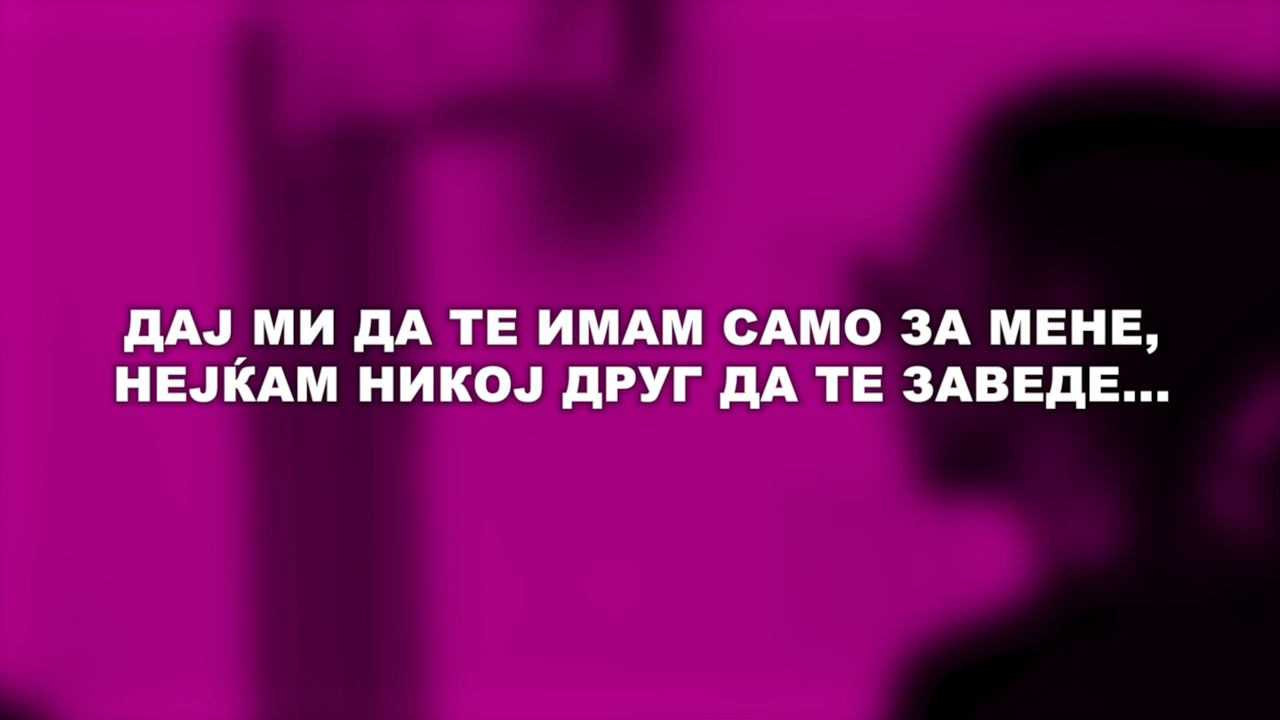 ДАЈ МИ ДА ТЕ ИМАМ САМО ЗА МЕНЕ,
НЕЈЌАМ НИКОЈ ДРУГ ДА ТЕ ЗАВЕДЕ...